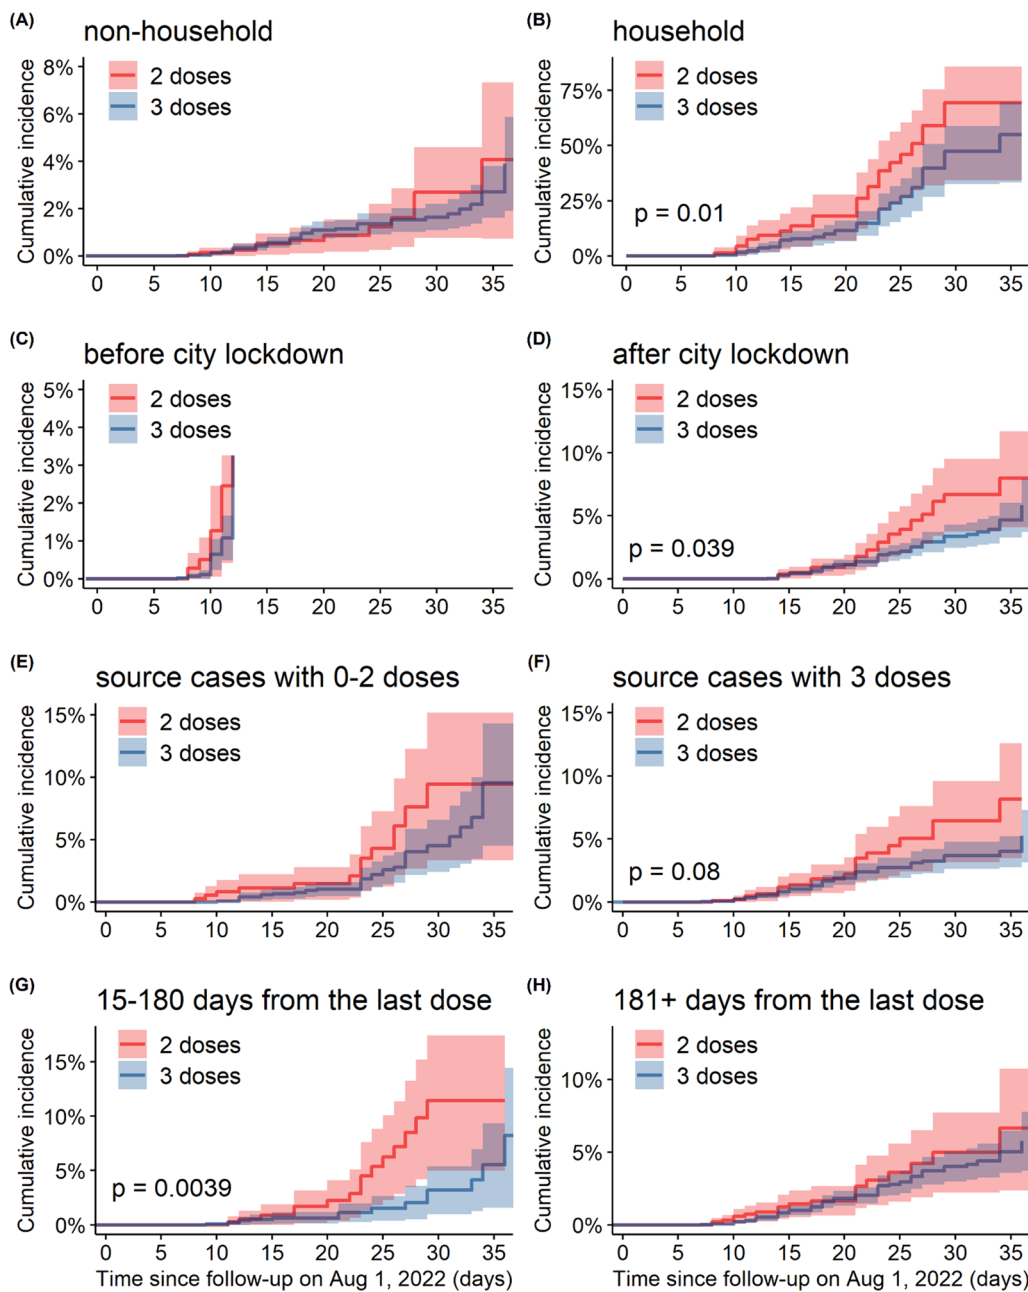 (A)
non-household
8%
6%
4%
2%
0%
Cumulative incidence
2 doses
3 doses
0 5 10 15 20 25 30 35
(B)
household
75%
50%
25%
0%
Cumulative incidence
2 doses
3 doses
p = 0.01
0 5 10 15 20 25 30 35
(C)
before city lockdown
5%
4%
3%
2%
1%
0%
Cumulative incidence
2 doses
3 doses
0 5 10 15 20 25 30 35
(D)
after city lockdown
15%
10%
5%
0%
Cumulative incidence
2 doses
3 doses
p = 0.039
0 5 10 15 20 25 30 35
(E)
source cases with 0-2 doses
15%
10%
5%
0%
Cumulative incidence
2 doses
3 doses
0 5 10 15 20 25 30 35
(F)
source cases with 3 doses
15%
10%
5%
0%
Cumulative incidence
2 doses
3 doses
p = 0.08
0 5 10 15 20 25 30 35
(G)
15-180 days from the last dose
15%
10%
5%
0%
Cumulative incidence
2 doses
3 doses
p = 0.0039
0 5 10 15 20 25 30 35
Time since follow-up on Aug 1, 2022 (days)
(H)
181+ days from the last dose
10%
5%
0%
Cumulative incidence
2 doses
3 doses
0 5 10 15 20 25 30 35
Time since follow-up on Aug 1, 2022 (days)